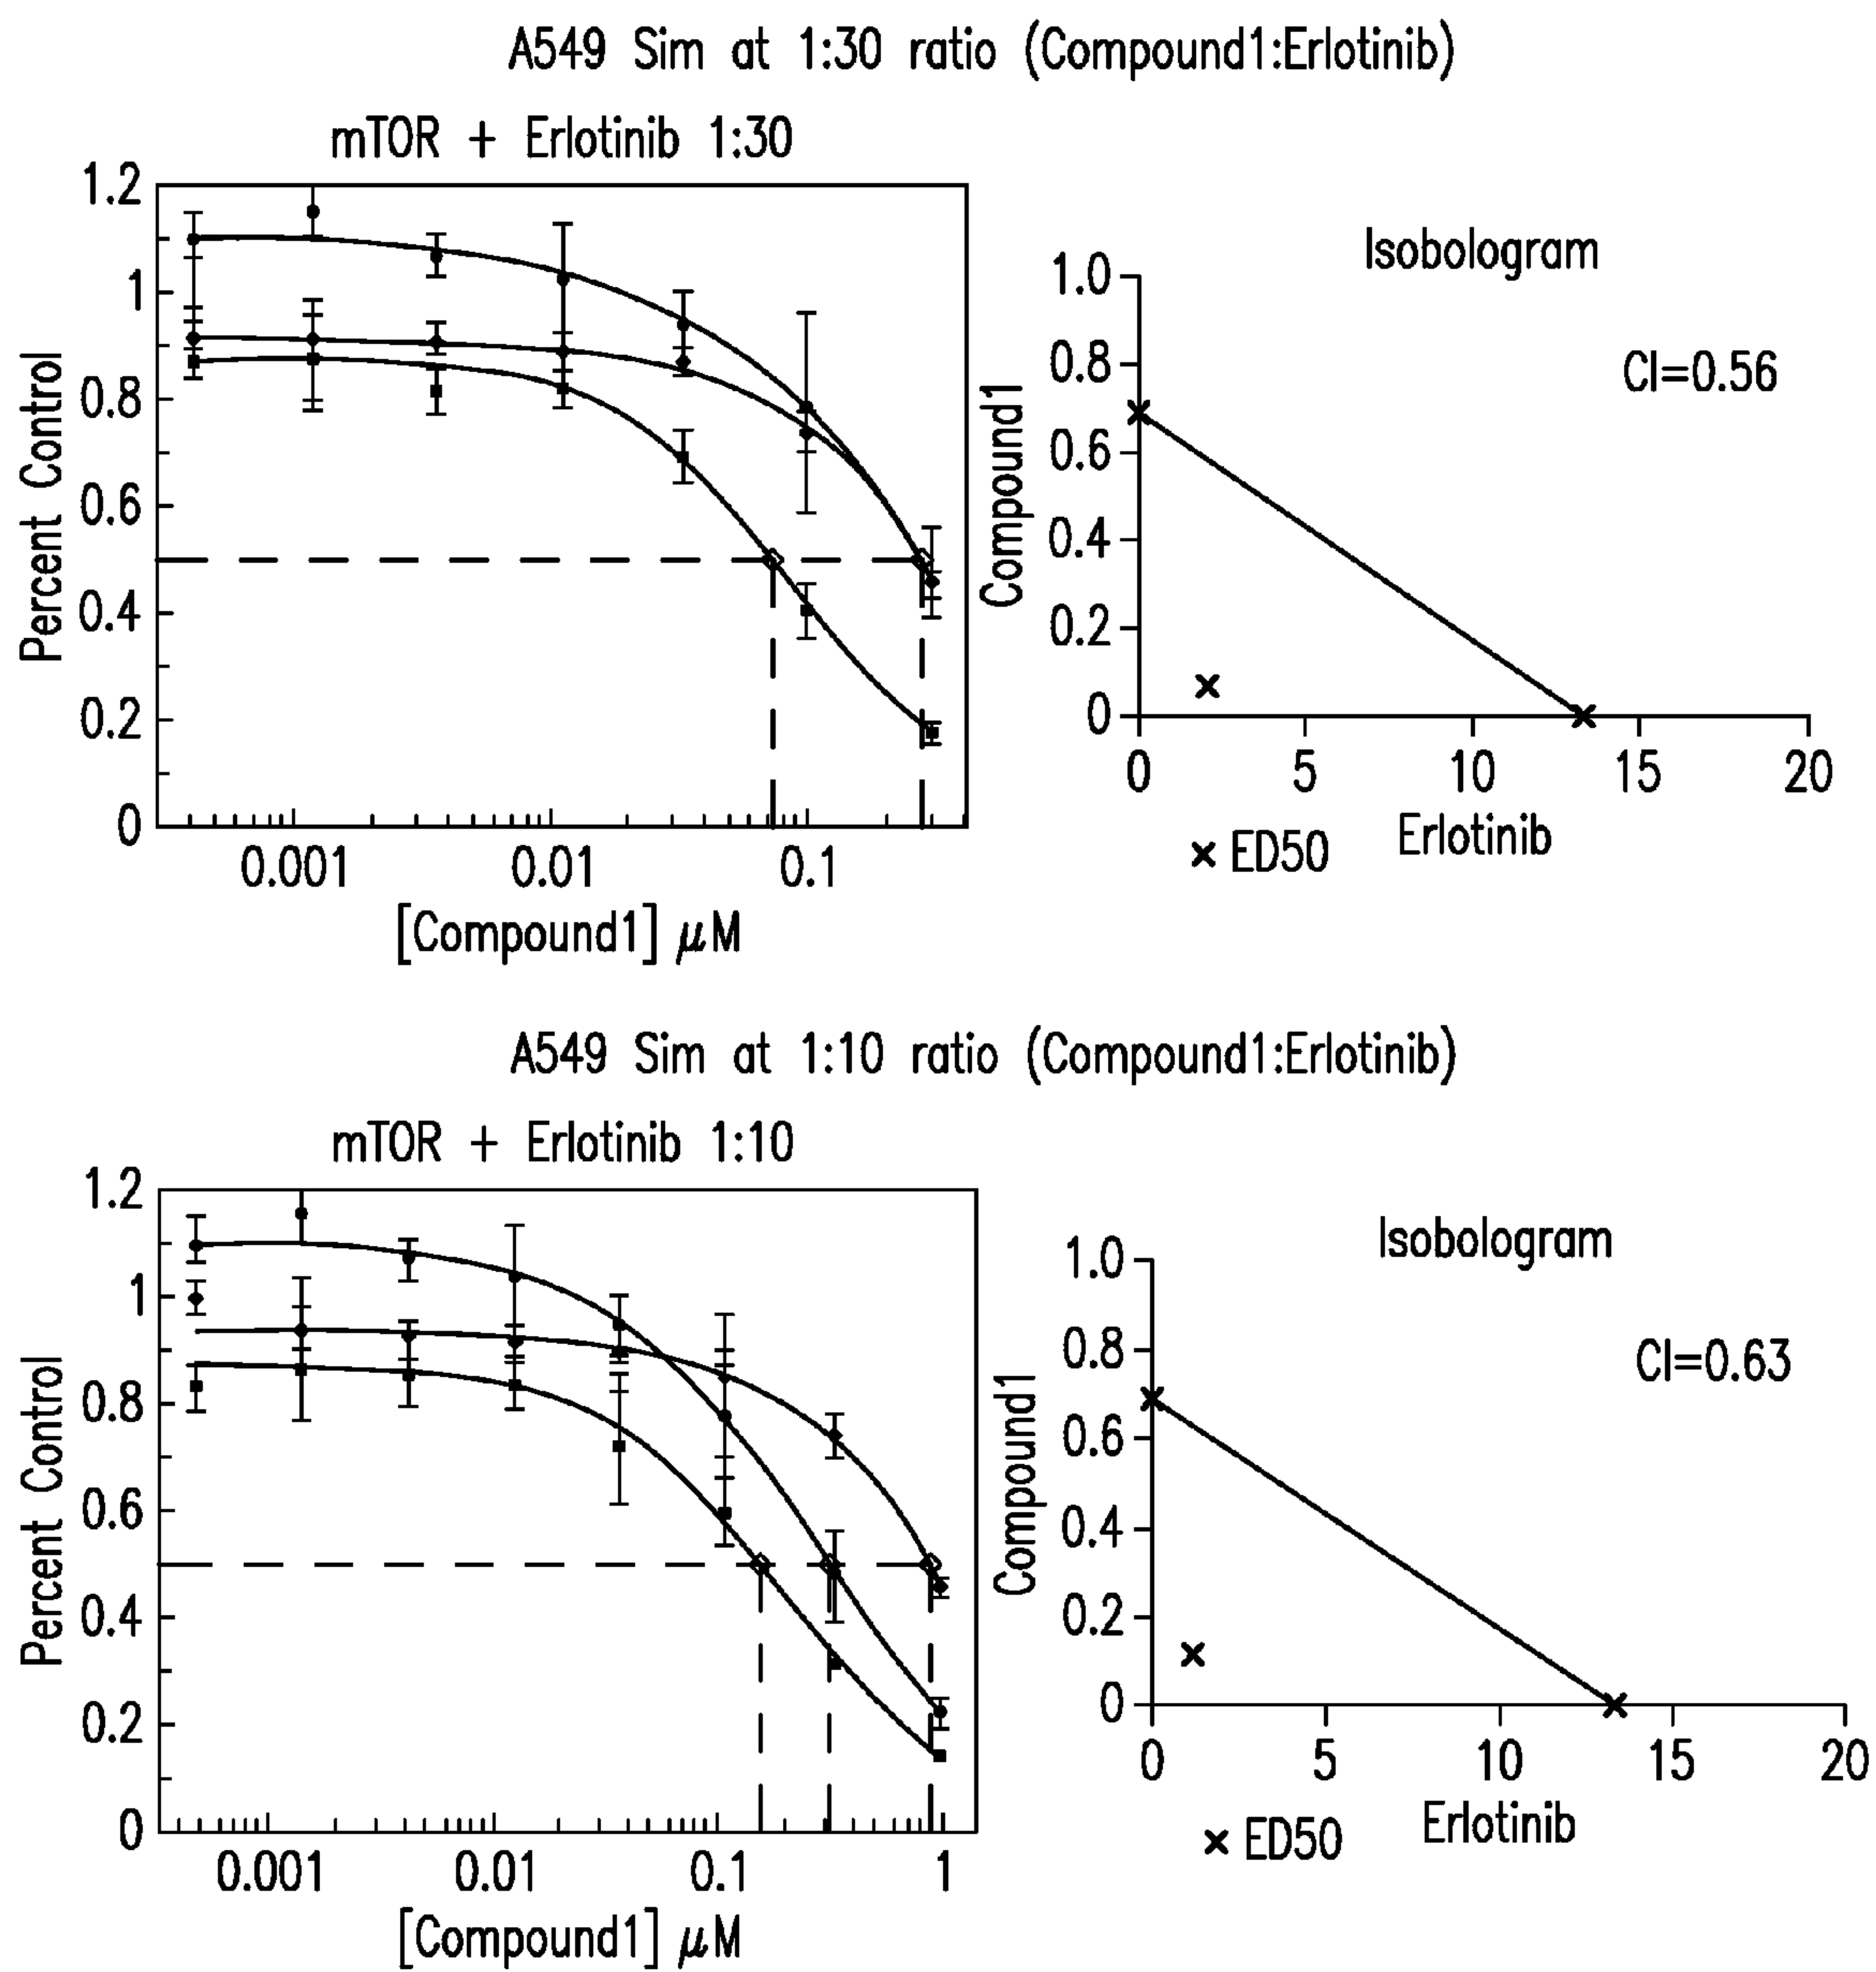 A549 Sim at 1:30 ratio (Compound1:Erlotinib)
mTOR + Erlotinib 1:30
1.2
1
0.8
0.6
0.4
0.2
0
Percent Control
0.001 0.01 0.1
[Compound1] μM
Isobologram
CI=0.56
1.0
0.8
0.6
0.4
0.2
0
Compound1
0 5 10 15 20
Erlotinib
× ED50
A549 Sim at 1:10 ratio (Compound1:Erlotinib)
mTOR + Erlotinib 1:10
1.2
1
0.8
0.6
0.4
0.2
0
Percent Control
0.001 0.01 0.1 1
[Compound1] μM
Isobologram
CI=0.63
1.0
0.8
0.6
0.4
0.2
0
Compound1
0 5 10 15 20
Erlotinib
× ED50